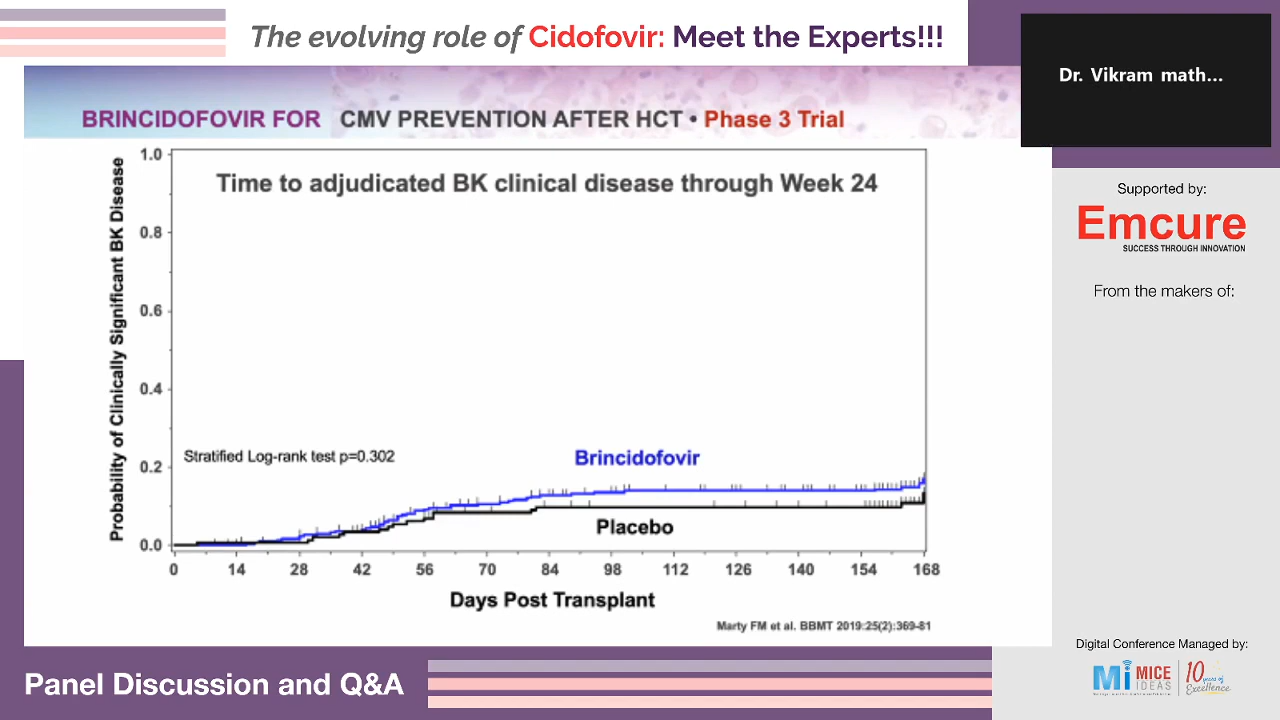 The evolving role of Cidofovir: Meet the Experts!!!
Dr. Vikram math...
BRINCIDOFOVIR FOR CMV PREVENTION AFTER HCT • Phase 3 Trial
Time to adjudicated BK clinical disease through Week 24
Probability of Clinically Significant BK Disease
1.0
0.8
0.6
0.4
0.2
0.0
Stratified Log-rank test p=0.302
Brincidofovir
Placebo
0 14 28 42 56 70 84 98 112 126 140 154 168
Days Post Transplant
Marty FM et al. BBMT 2019:25(2):369-81
Supported by:
Emcure
SUCCESS THROUGH INNOVATION
From the makers of:
Digital Conference Managed by:
Mi MICE
IDEAS
10 years of
Excellence
Panel Discussion and Q&A